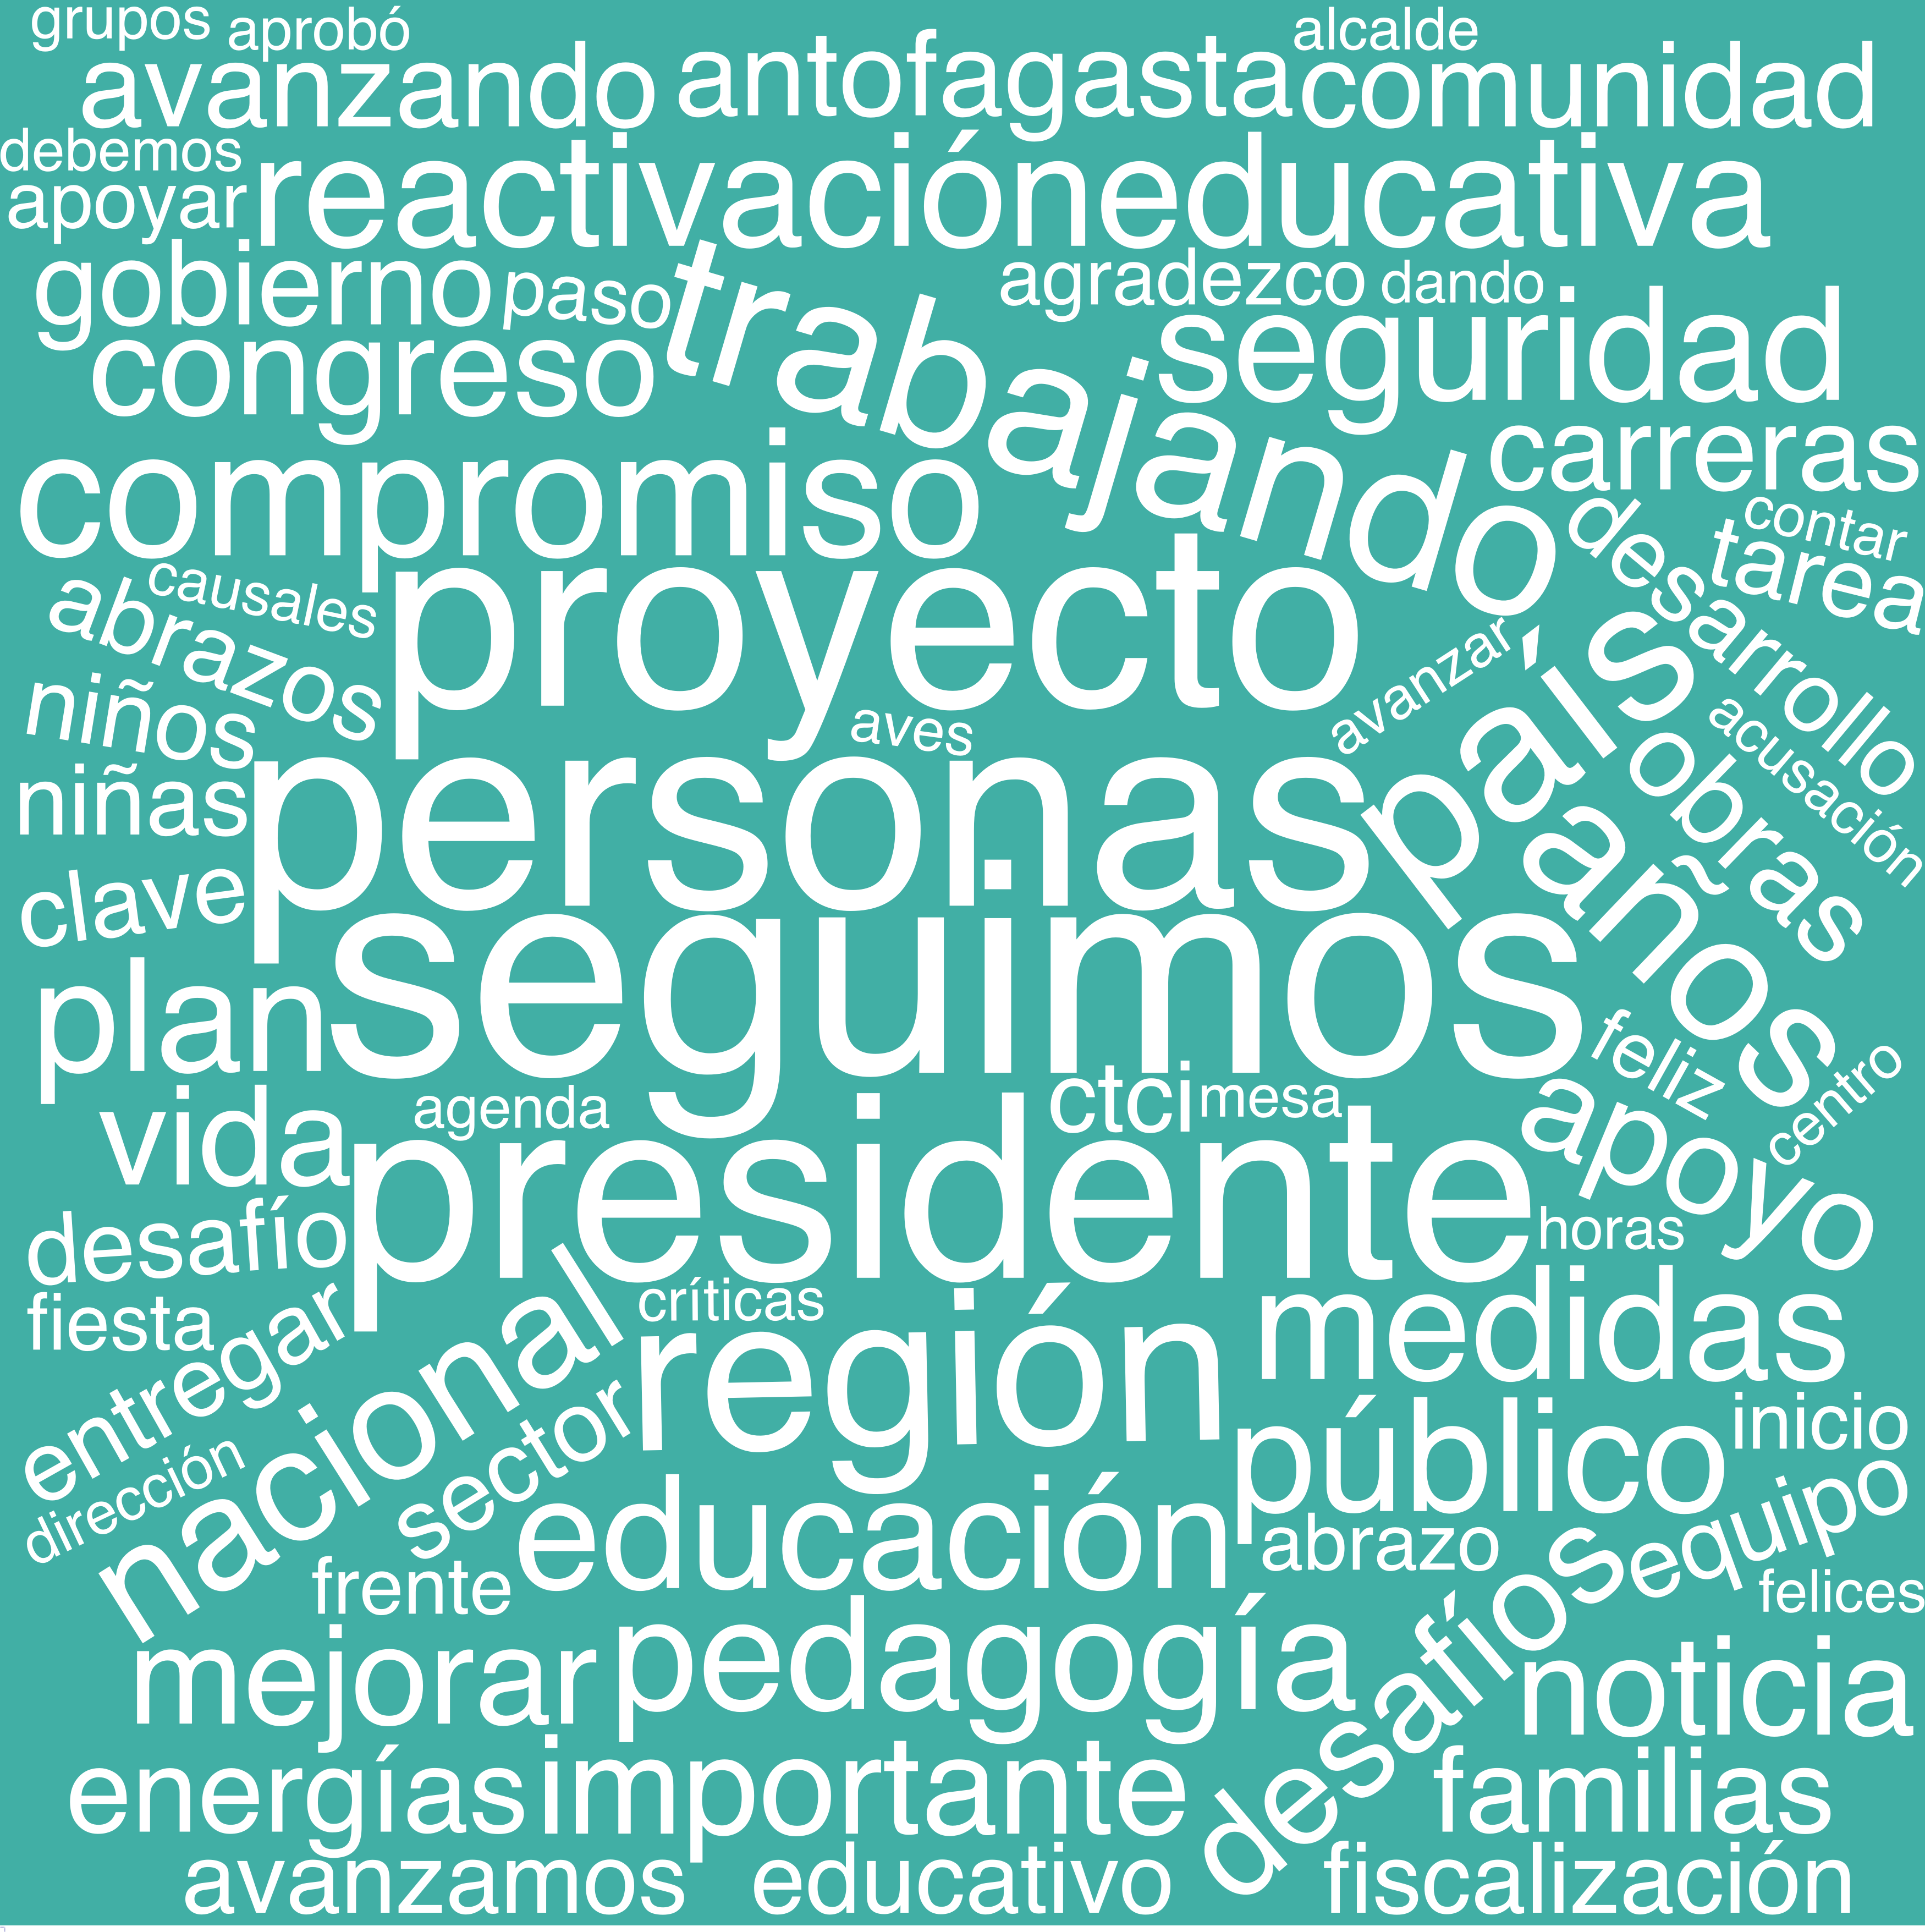 grupos aprobó alcalde
avanzando antofagasta comunidad
debemos
apoyar reactivación educativa
gobierno paso trabajando agradezco dando
congreso seguridad
compromiso carreras
desarrollo contar
tarea
abrazos causales
proyecto
niños aves avanzar país
Sobras
acusación
niñas personas
años
clave
plan seguimos
feliz
vida agenda ctci mesa apoyo centro
presidente
desafío horas
fiesta entregar críticas medidas
nacional región
sector público inicio
dirección
educación abrazo equipo
frente felices
mejorar pedagogía desafíos noticia
energías importante familias
avanzamos educativo fiscalización